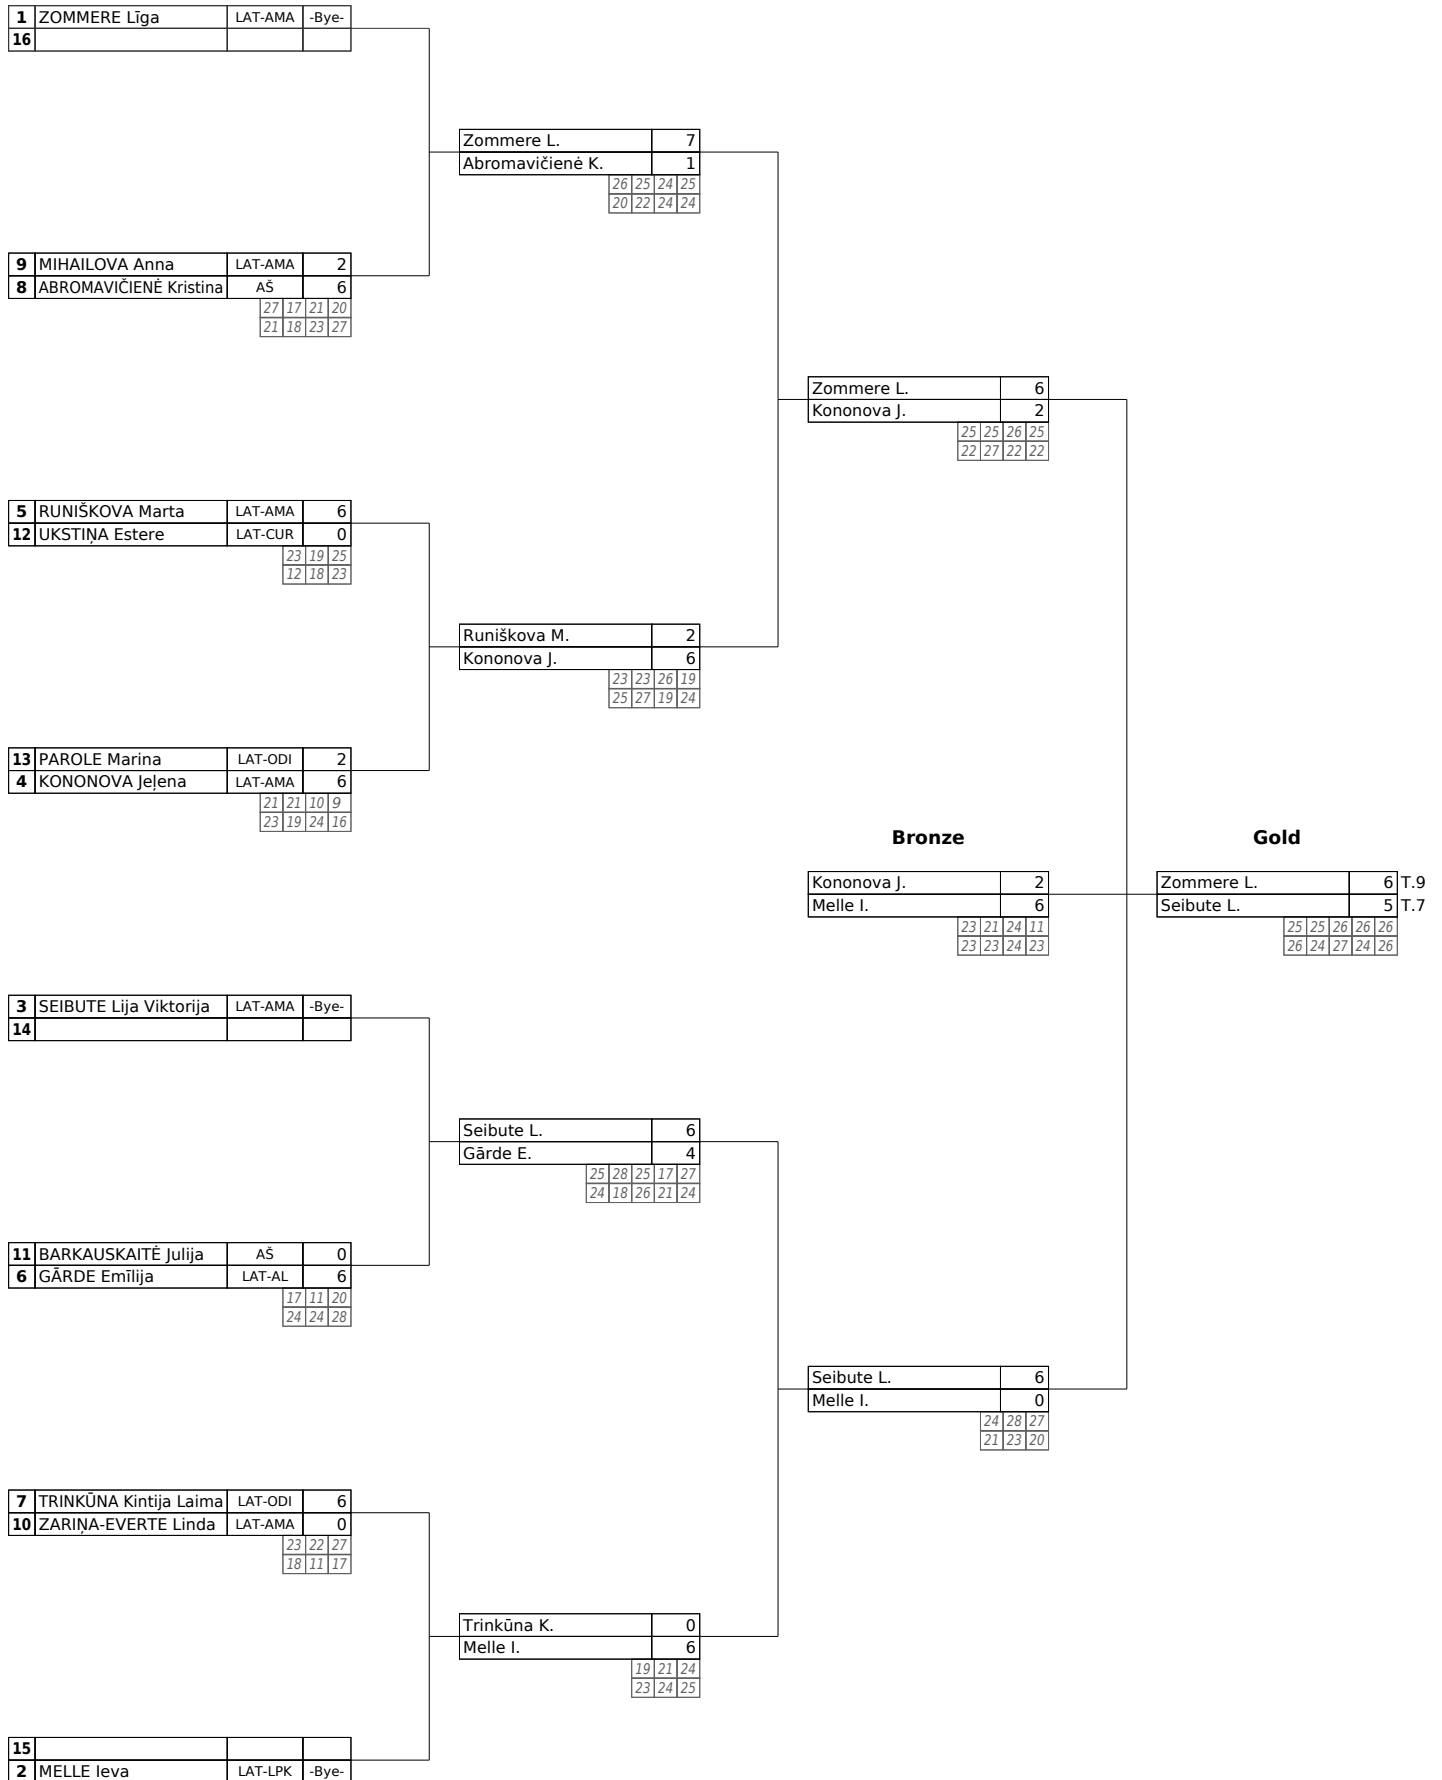 1 ZOMMERE Līga LAT-AMA -Bye-
16
Zommere L. 7
Abromavičienė K. 1
26 25 24 25
20 22 24 24
9 MIHAILOVA Anna LAT-AMA 2
8 ABROMAVIČIENĖ Kristina AŠ 6
27 17 21 20
21 18 23 27
Zommere L. 6
Kononova J. 2
25 25 26 25
22 27 22 22
5 RUNIŠKOVA Marta LAT-AMA 6
12 UKSTIŅA Estere LAT-CUR 0
23 19 25
12 18 23
Runiškova M. 2
Kononova J. 6
23 23 26 19
25 27 19 24
13 PAROLE Marina LAT-ODI 2
4 KONONOVA Jeļena LAT-AMA 6
21 21 10 9
23 19 24 16
Bronze Gold
Kononova J. 2 Zommere L. 6 T.9
Melle I. 6 Seibute L. 5 T.7
23 21 24 11 25 25 26 26 26
23 23 24 23 26 24 27 24 26
3 SEIBUTE Lija Viktorija LAT-AMA -Bye-
14
Seibute L. 6
Gārde E. 4
25 28 25 17 27
24 18 26 21 24
11 BARKAUSKAITĖ Julija AŠ 0
6 GĀRDE Emīlija LAT-AL 6
17 11 20
24 24 28
Seibute L. 6
Melle I. 0
24 28 27
21 23 20
7 TRINKŪNA Kintija Laima LAT-ODI 6
10 ZARIŅA-EVERTE Linda LAT-AMA 0
23 22 27
18 11 17
Trinkūna K. 0
Melle I. 6
19 21 24
23 24 25
15
2 MELLE Ieva LAT-LPK -Bye-